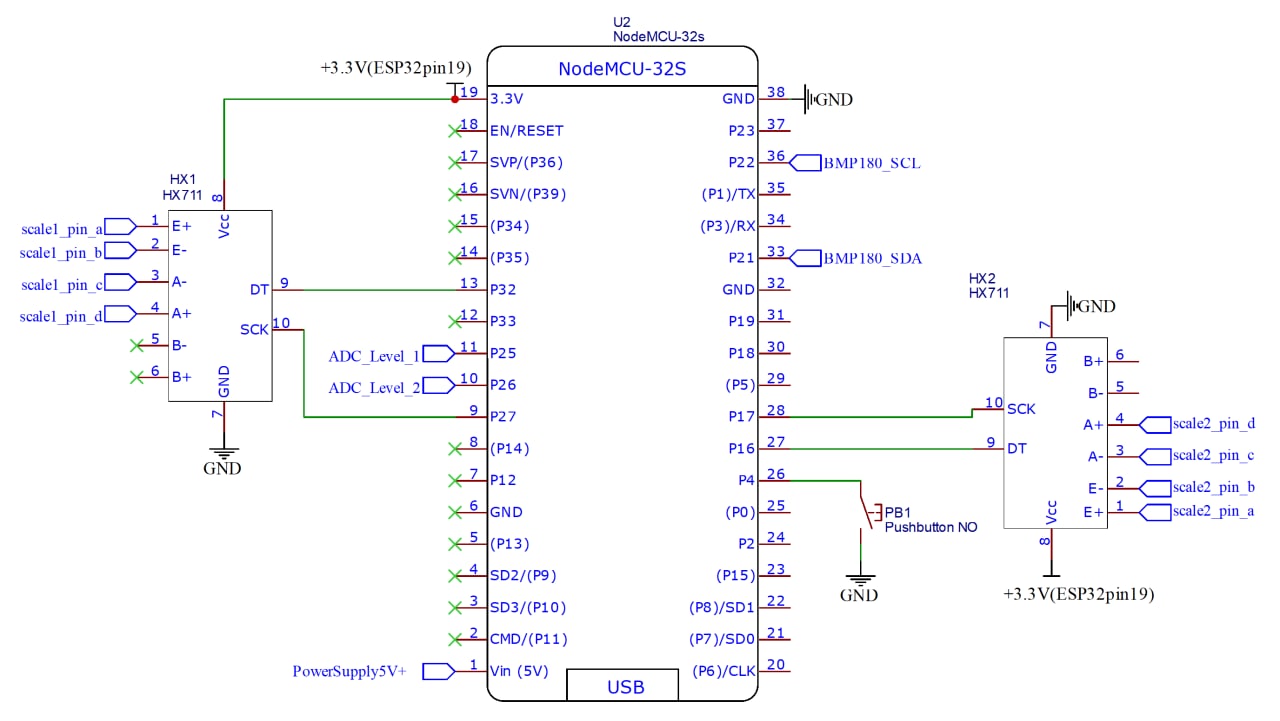 U2
NodeMCU-32s
+3.3V(ESP32pin19)
NodeMCU-32S
19 3.3V
GND 38
GND
18 EN/RESET
P23 37
17 SVP/(P36)
P22 36
BMP180_SCL
16 SVN/(P39)
(P1)/TX 35
15 (P34)
(P3)/RX 34
14 (P35)
P21 33
BMP180_SDA
13 P32
GND 32
12 P33
P19 31
ADC_Level_1
11 P25
P18 30
ADC_Level_2
10 P26
(P5) 29
9 P27
P17 28
8 (P14)
P16 27
7 P12
P4 26
6 GND
(P0) 25
5 (P13)
P2 24
4 SD2/(P9)
(P15) 23
3 SD3/(P10)
(P8)/SD1 22
2 CMD/(P11)
(P7)/SD0 21
PowerSupply5V+
1 Vin (5V)
(P6)/CLK 20
USB
HX1
HX711
8
Vcc
scale1_pin_a
1 E+
scale1_pin_b
2 E-
scale1_pin_c
3 A-
scale1_pin_d
4 A+
5 B-
6 B+
DT 9
SCK 10
GND
7
GND
PB1
Pushbutton NO
GND
HX2
HX711
GND
7
GND
B+ 6
B- 5
10 SCK
A+ 4
scale2_pin_d
9 DT
A- 3
scale2_pin_c
E- 2
scale2_pin_b
E+ 1
scale2_pin_a
Vcc
8
+3.3V(ESP32pin19)